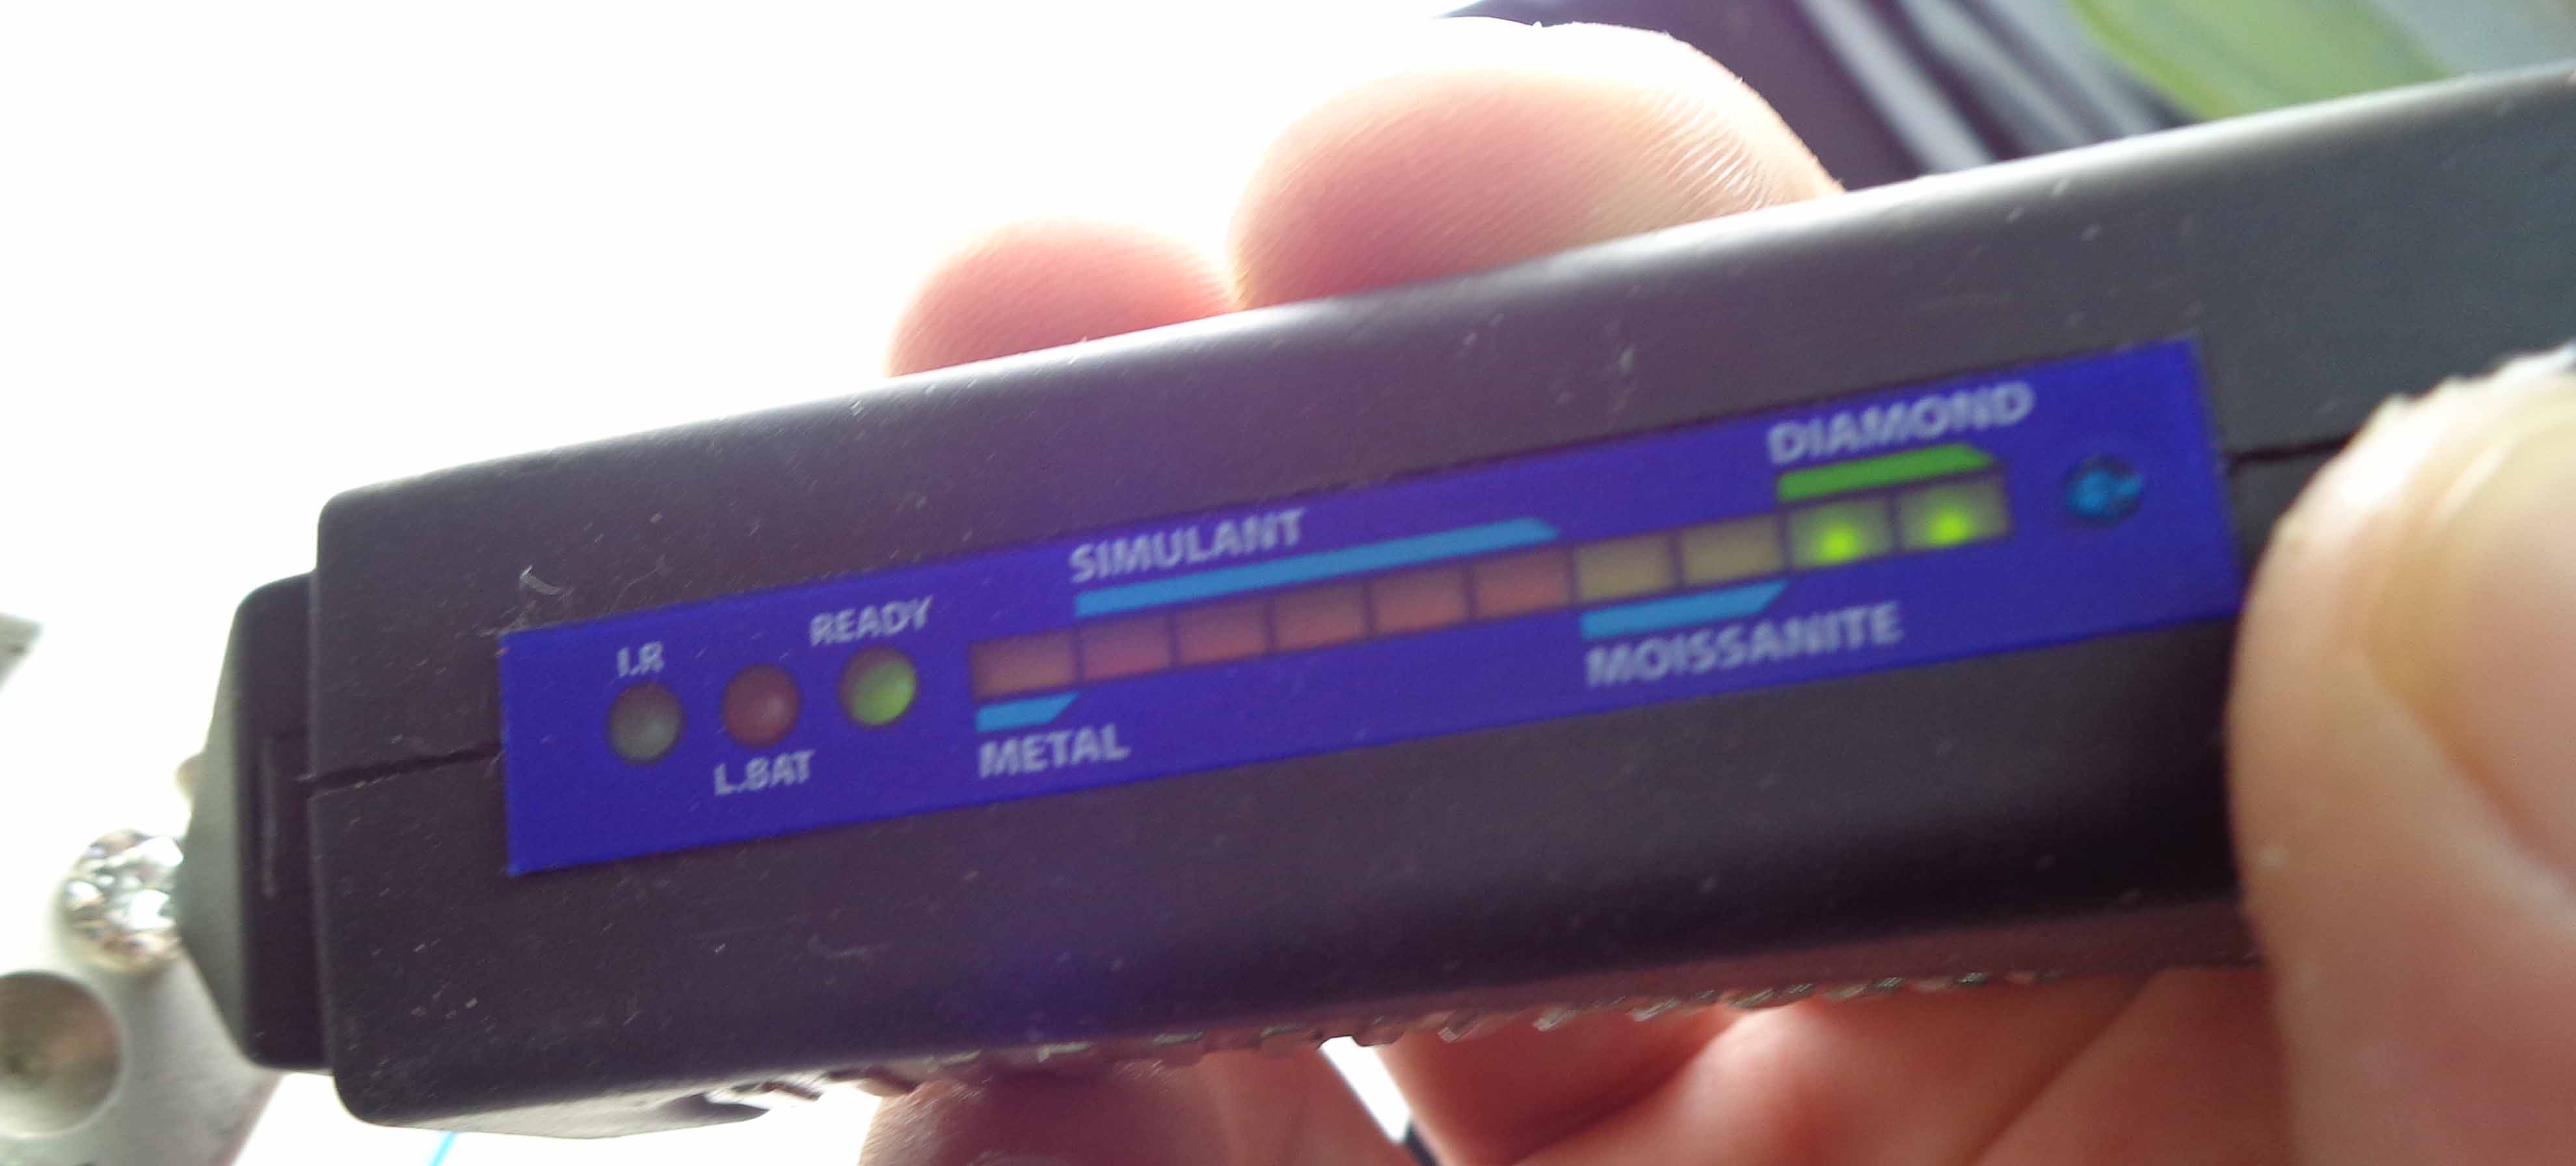 DIAMOND
SIMULANT
READY
I.R
MOISSANITE
METAL
L.BAT